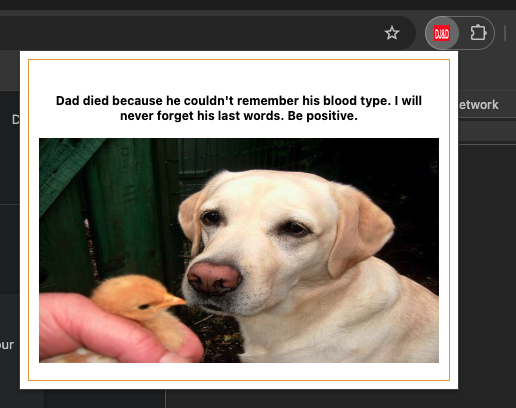 DJ&D
Dad died because he couldn't remember his blood type. I will
never forget his last words. Be positive.
etwork
D
our